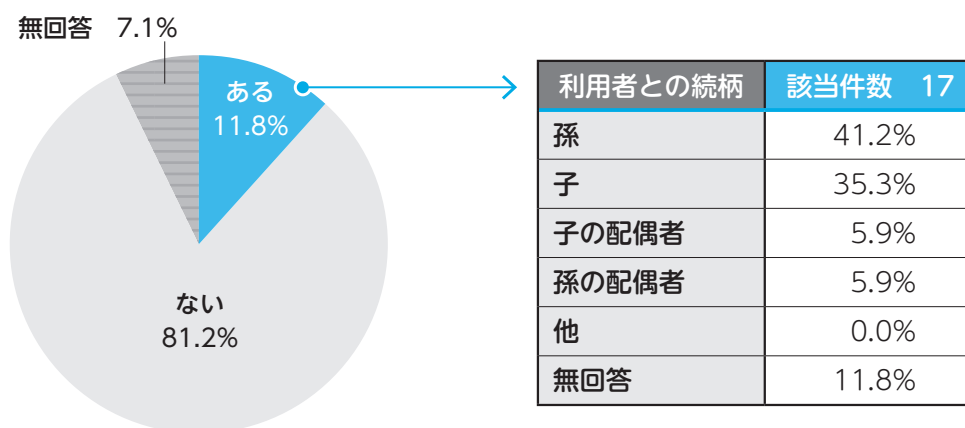 無回答　7.1%
ある
11.8%
ない
81.2%
利用者との続柄　該当件数　17
孫　41.2%
子　35.3%
子の配偶者　5.9%
孫の配偶者　5.9%
他　0.0%
無回答　11.8%